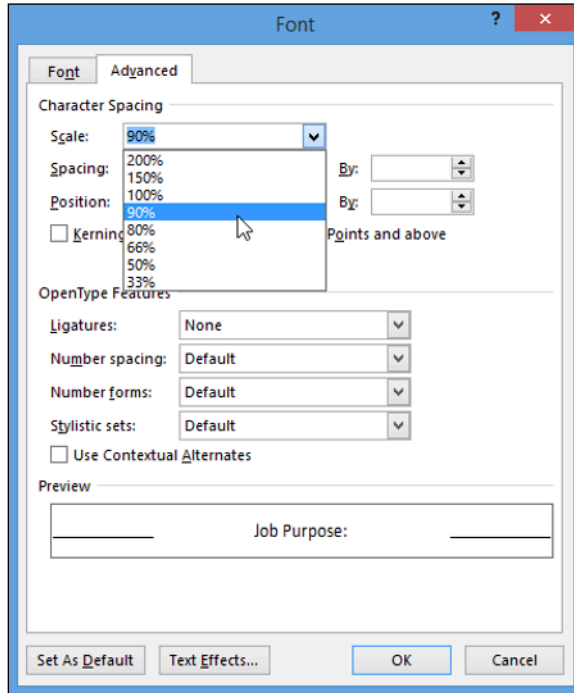 Font ?
Font Advanced
Character Spacing
Scale: 90%
200%
Spacing: 150% By:
100%
Position: 90% By:
80%
Kerning Points and above
66%
50%
33%
OpenType Features
Ligatures: None
Number spacing: Default
Number forms: Default
Stylistic sets: Default
Use Contextual Alternates
Preview
Job Purpose:
Set As Default Text Effects... OK Cancel